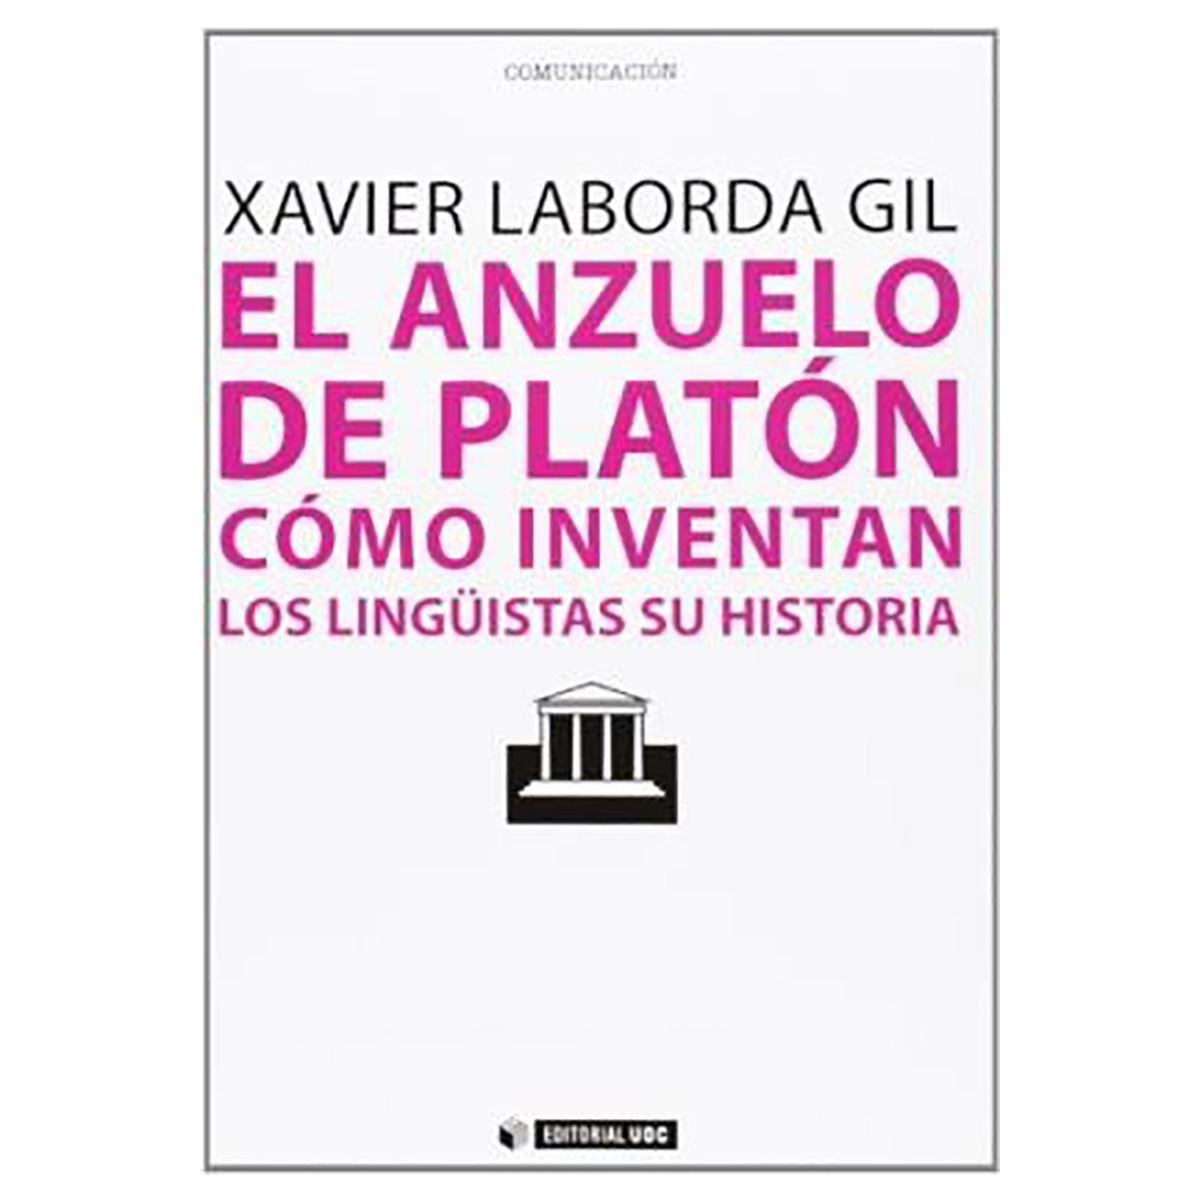 COMUNICACIÓN
XAVIER LABORDA GIL
EL ANZUELO
DE PLATÓN
CÓMO INVENTAN
LOS LINGÜISTAS SU HISTORIA
EDITORIAL UOC